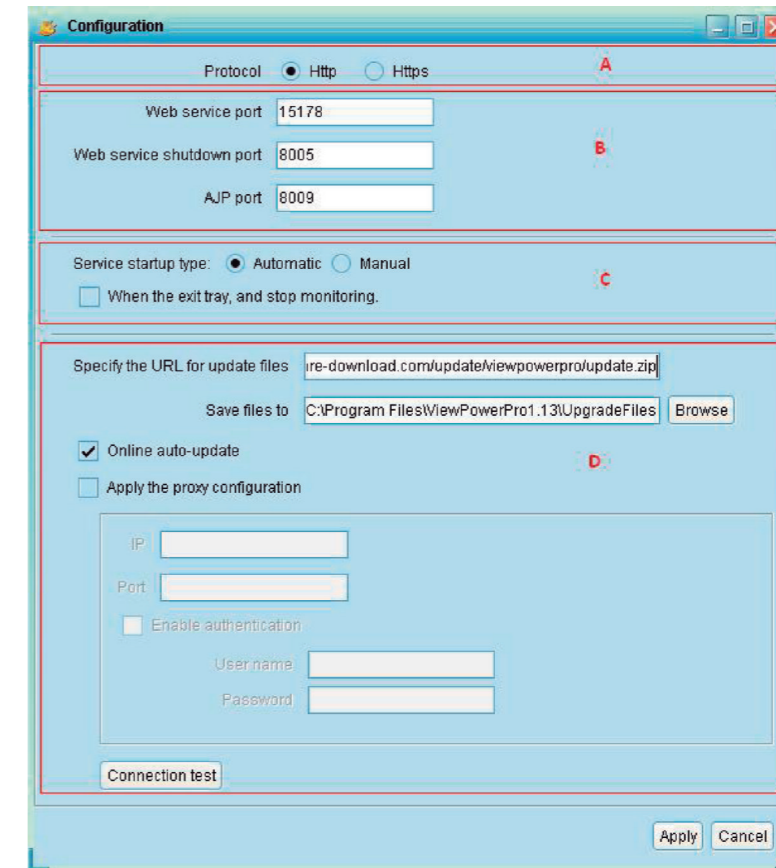 Configuration
Protocol Http Https A
Web service port 15178
Web service shutdown port 8005 B
AJP port 8009
Service startup type: Automatic Manual
When the exit tray, and stop monitoring. C
Specify the URL for update files ıre-download.com/update/viewpowerpro/update.zip
Save files to C:\Program Files\ViewPowerPro1.13\UpgradeFiles Browse
Online auto-update D
Apply the proxy configuration
IP
Port
Enable authentication
User name
Password
Connection test
Apply Cancel